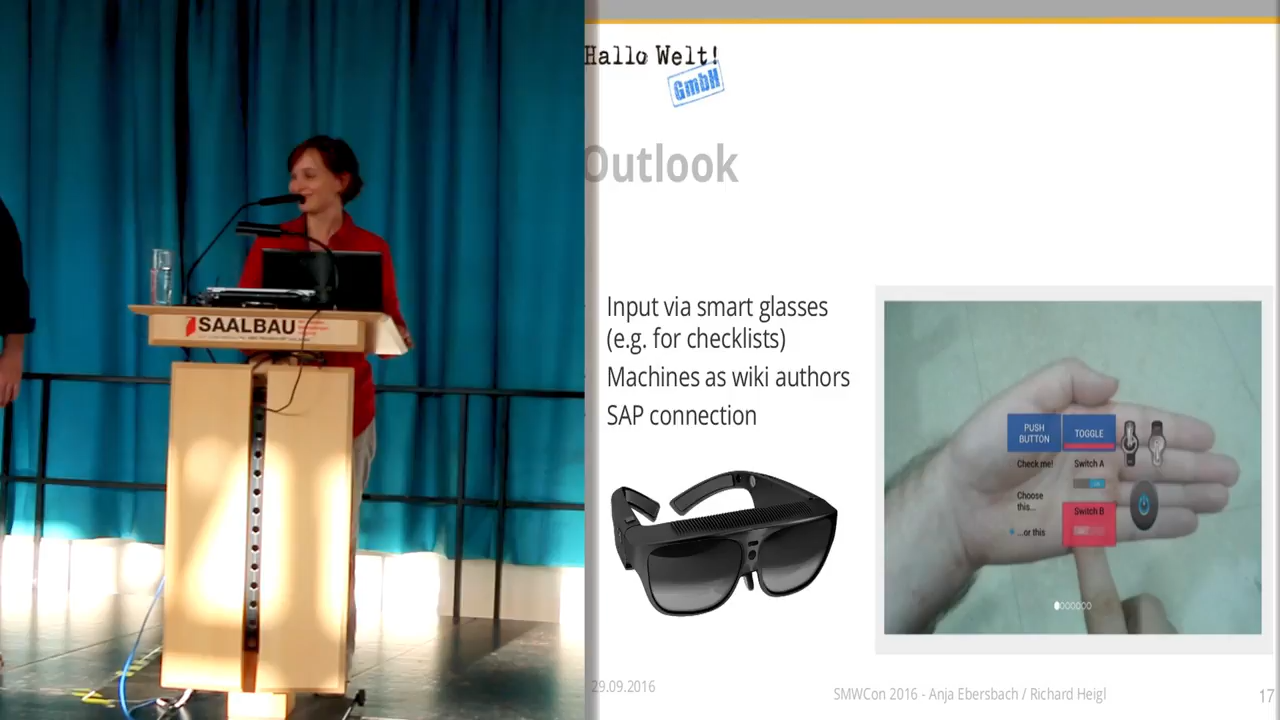 SAALBAU
Hallo Welt!
GmbH
Outlook
Input via smart glasses
(e.g. for checklists)
Machines as wiki authors
SAP connection
PUSH
BUTTON
TOGGLE
Check me!
Switch A
Choose
this...
Switch B
...or this
29.09.2016
SMWCon 2016 - Anja Ebersbach / Richard Heigl
17